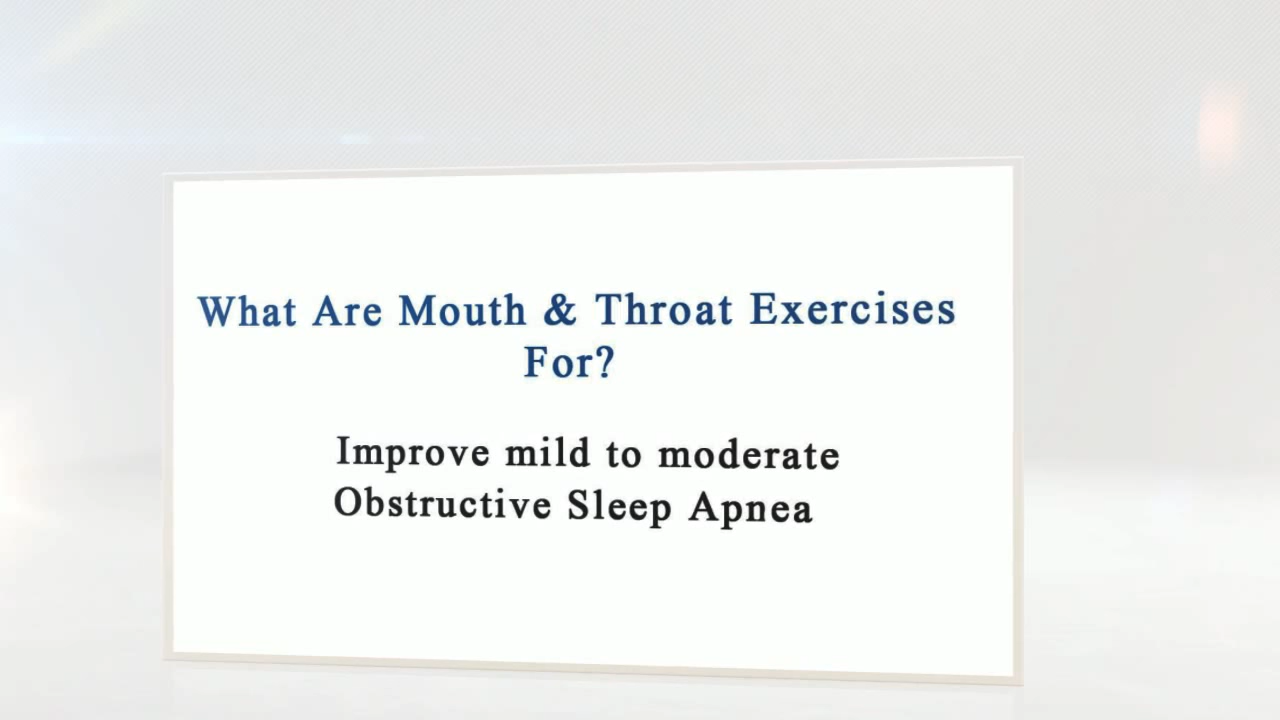 What Are Mouth & Throat Exercises
For?
Improve mild to moderate
Obstructive Sleep Apnea